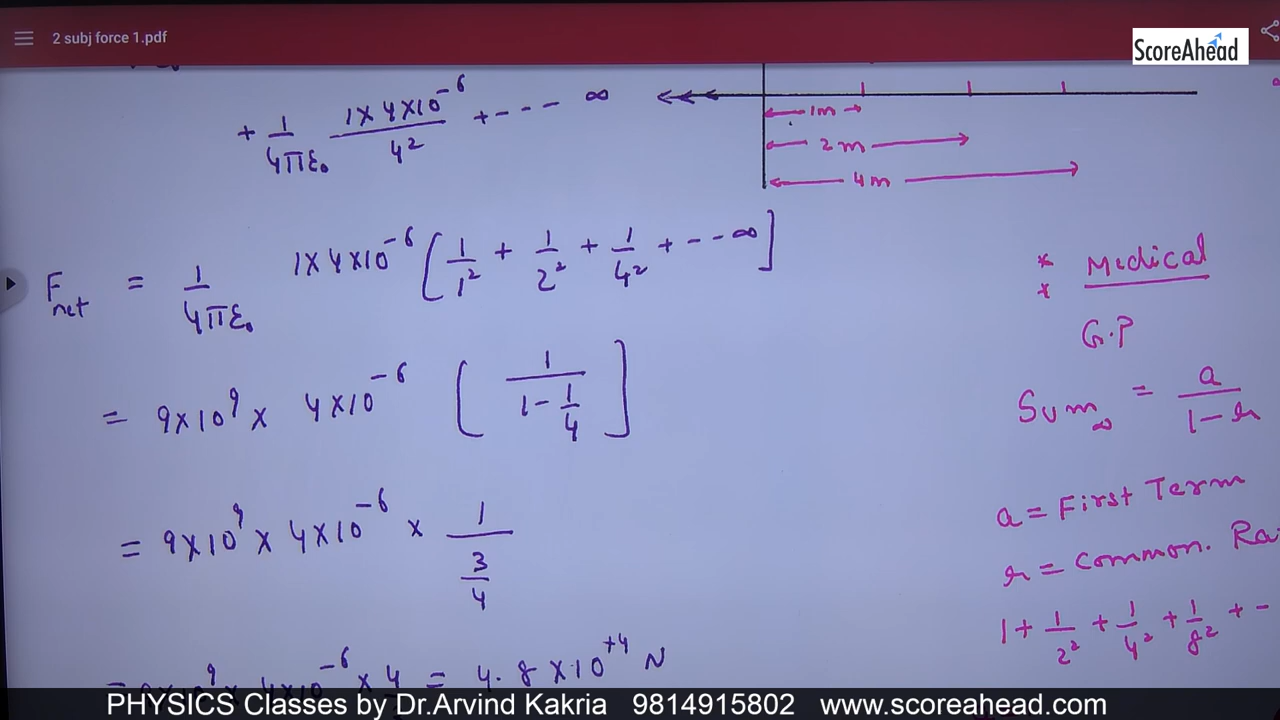 2 subj force 1.pdf
ScoreAhead
+ 1/4πε₀ 1×4×10⁻⁶/4² + ---- ∞
1m
2m
4m
F_net = 1/4πε₀ 1×4×10⁻⁶ [1/1² + 1/2² + 1/4² + --- ∞]
= 9×10⁹ × 4×10⁻⁶ [1/(1 - 1/4)]
= 9×10⁹ × 4×10⁻⁶ × 1/(3/4)
= 4.8×10⁺⁴ N
* Medical
*
G.P
Sum_∞ = a/(1-r)
a = First Term
r = Common.
1 + 1/2² + 1/4² + 1/8² + -
PHYSICS Classes by Dr.Arvind Kakria 9814915802 www.scoreahead.com